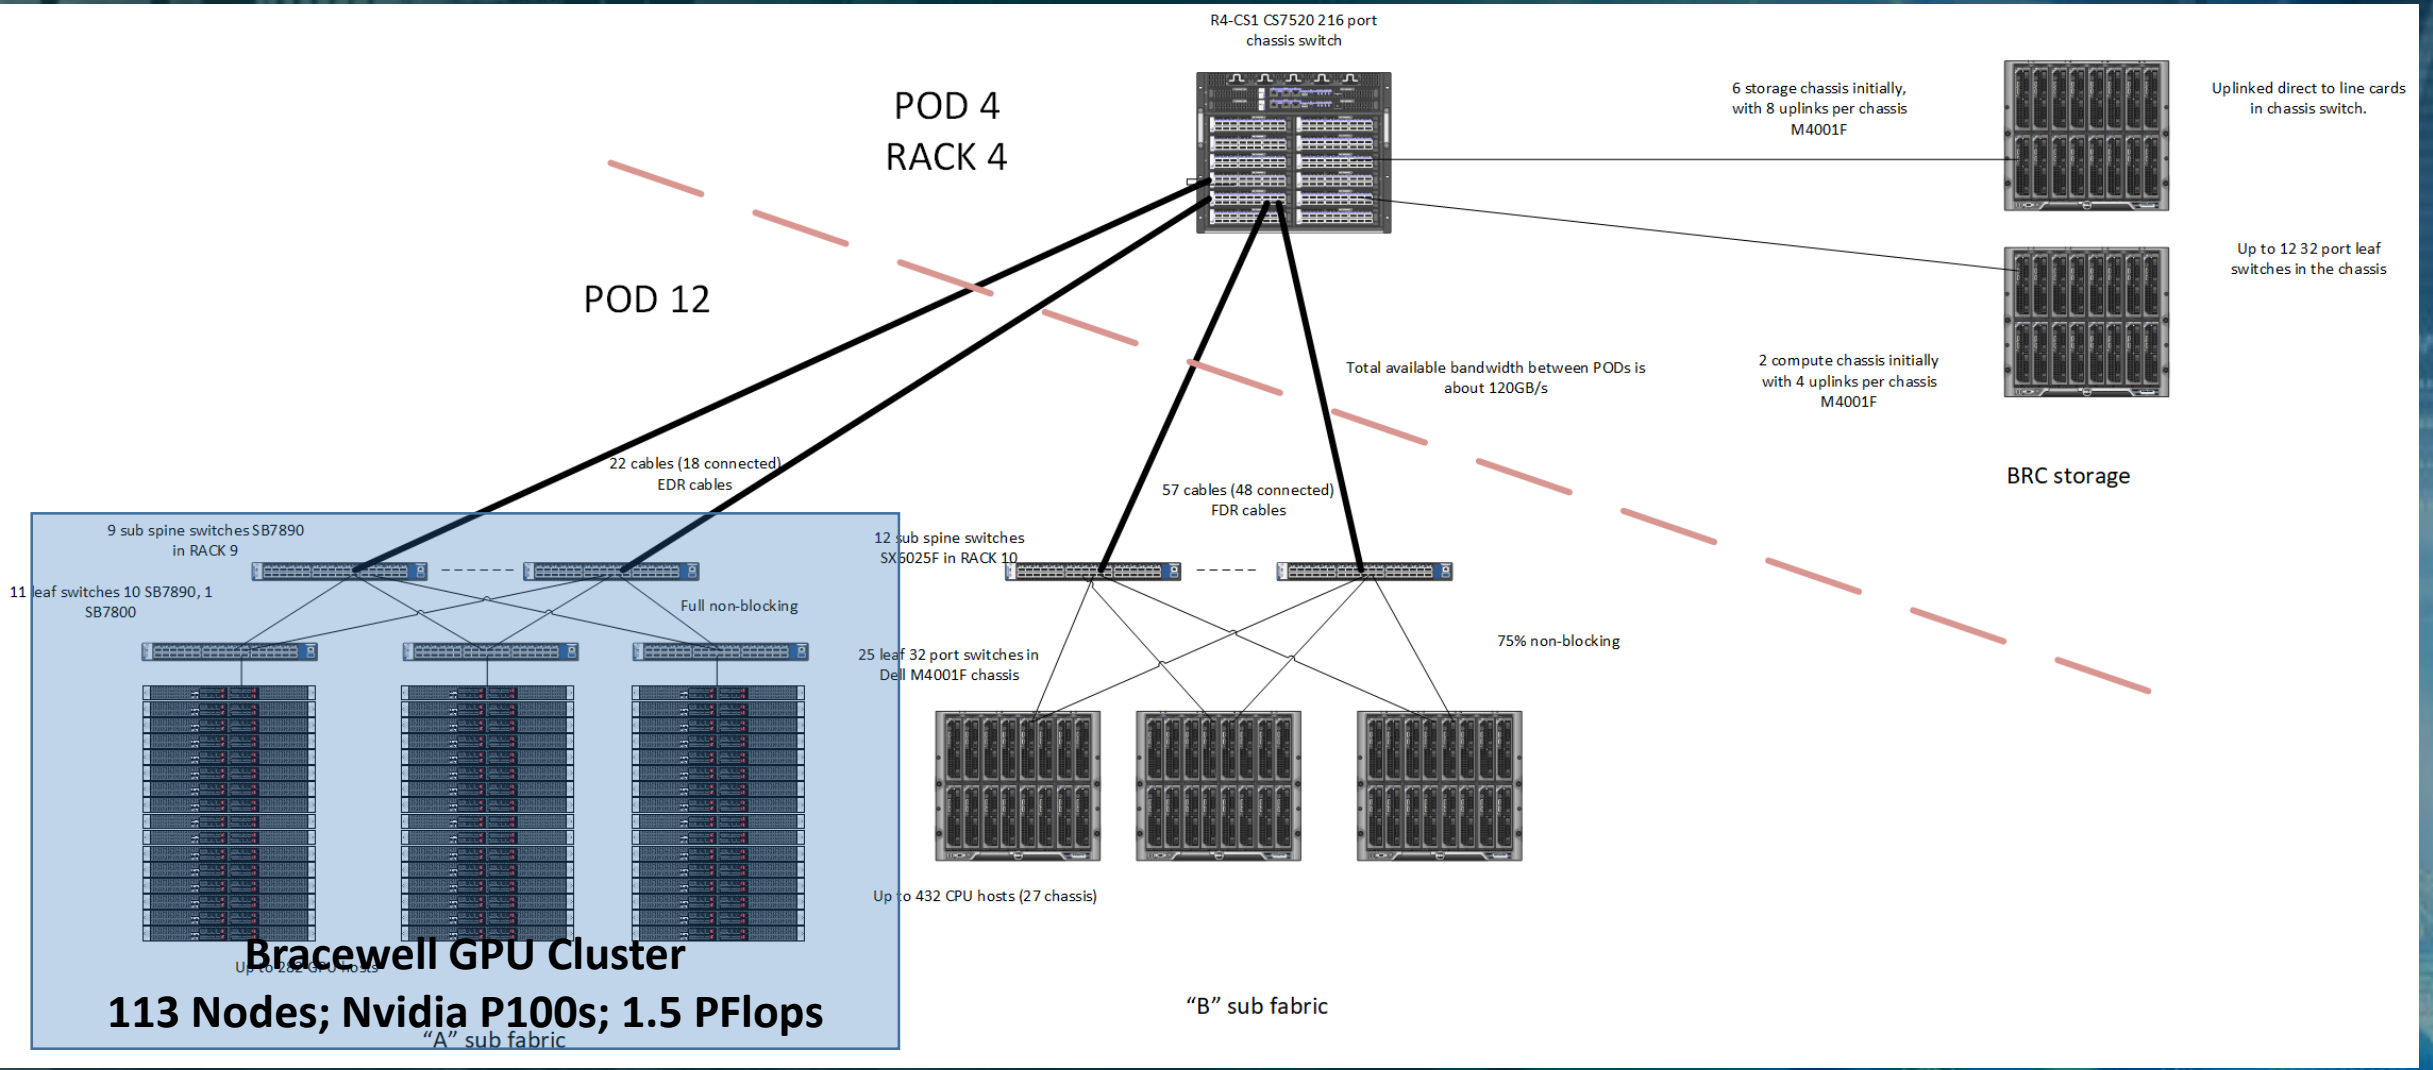 R4-CS1 CS7520 216 port
chassis switch
POD 4
RACK 4
6 storage chassis initially,
with 8 uplinks per chassis
M4001F
Uplinked direct to line cards
in chassis switch.
Up to 12 32 port leaf
switches in the chassis
POD 12
Total available bandwidth between PODs is
about 120GB/s
2 compute chassis initially
with 4 uplinks per chassis
M4001F
BRC storage
22 cables (18 connected)
EDR cables
57 cables (48 connected)
FDR cables
9 sub spine switches SB7890
in RACK 9
12 sub spine switches
SX6025F in RACK 10
11 leaf switches 10 SB7890, 1
SB7800
Full non-blocking
75% non-blocking
25 leaf 32 port switches in
Dell M4001F chassis
Up to 432 CPU hosts (27 chassis)
Bracewell GPU Cluster
Up to 282 GPU hosts
113 Nodes; Nvidia P100s; 1.5 PFlops
"A" sub fabric
"B" sub fabric